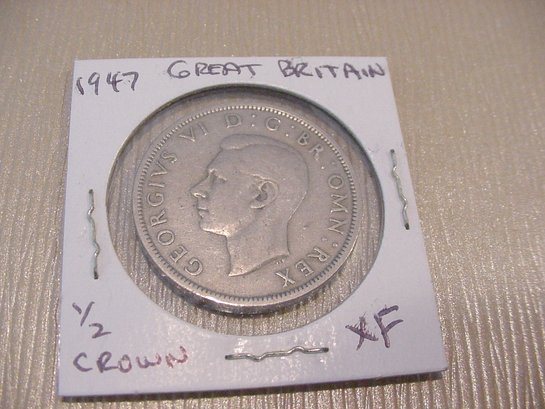 1947 GREAT BRITAIN
GEORGIVS VI D:G:BR:OMN:REX
1/2
CROWN
XF